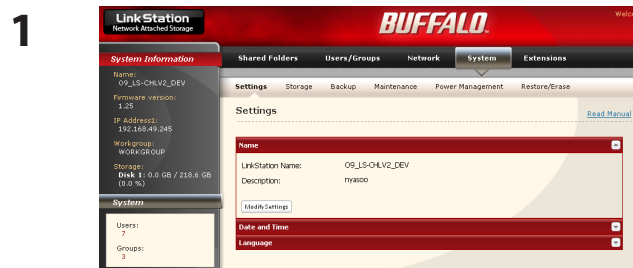 1
LinkStation
Network Attached Storage
BUFFALO
Welco
System Information
Shared Folders Users/Groups Network System Extensions
Name:
09_LS-CHLV2_DEV
Settings Storage Backup Maintenance Power Management Restore/Erase
Firmware version:
1.25
Settings
Read Manual
IP Address1:
192.168.49.245
Workgroup:
WORKGROUP
Name
Storage:
Disk 1: 0.0 GB / 218.6 GB
(0.0 %)
LinkStation Name: 09_LS-CHLV2_DEV
Description: nyasoo
System
Modify Settings
Users:
7
Date and Time
Groups:
3
Language